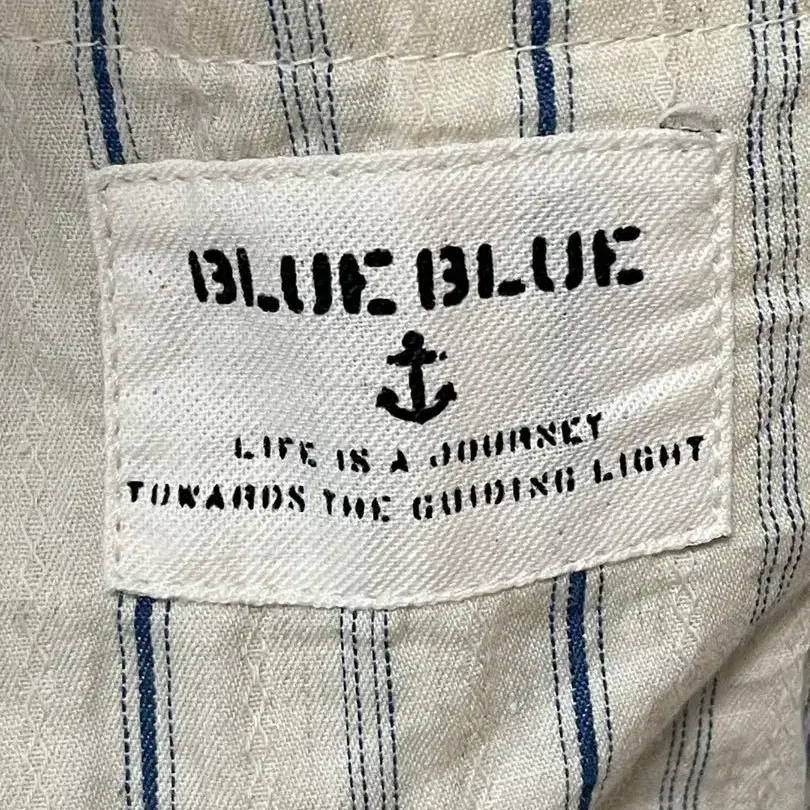 BLUE BLUE
LIFE IS A JOURNEY
TOWARDS THE GUIDING LIGHT